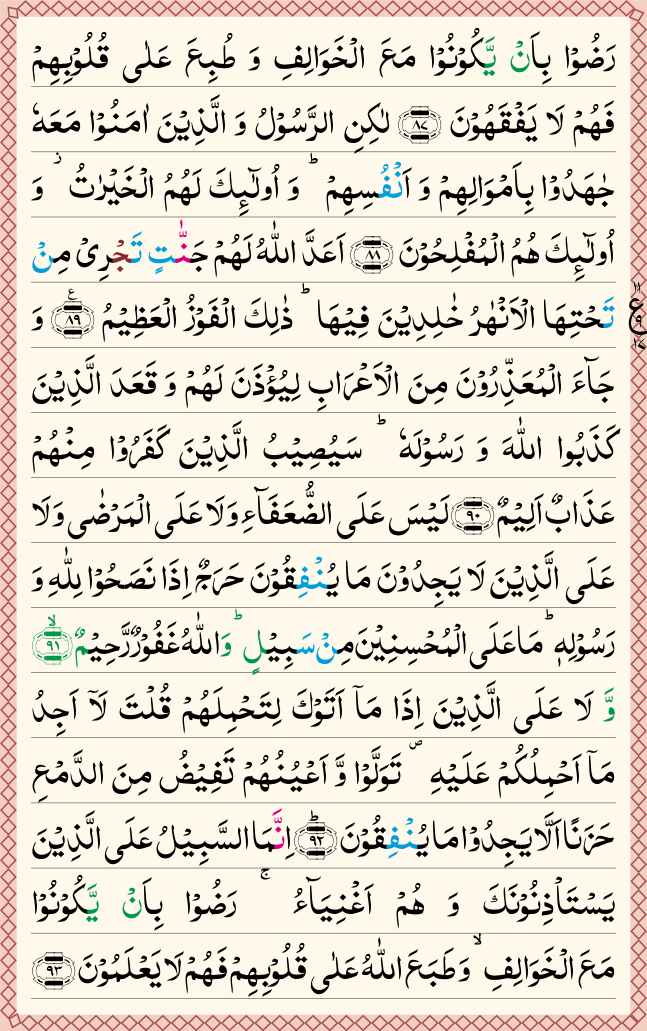 رَضُوۡا بِاَنۡ يَّكُوۡنُوۡا مَعَ الۡخَوَالِفِ وَ طُبِعَ عَلٰى قُلُوۡبِهِمۡ
فَهُمۡ لَا يَفۡقَهُوۡنَ ﴿۸۷﴾ لٰكِنِ الرَّسُوۡلُ وَ الَّذِيۡنَ اٰمَنُوۡا مَعَهٗ
جٰهَدُوۡا بِاَمۡوَالِهِمۡ وَ اَنۡفُسِهِمۡ ؕ وَ اُولٰٓئِكَ لَهُمُ الۡخَيۡرٰتُ ۫ وَ
اُولٰٓئِكَ هُمُ الۡمُفۡلِحُوۡنَ ﴿۸۸﴾ اَعَدَّ اللّٰهُ لَهُمۡ جَنّٰتٍ تَجۡرِىۡ مِنۡ
تَحۡتِهَا الۡاَنۡهٰرُ خٰلِدِيۡنَ فِيۡهَا ؕ ذٰلِكَ الۡفَوۡزُ الۡعَظِيۡمُ ﴿۸۹﴾ وَ
جَآءَ الۡمُعَذِّرُوۡنَ مِنَ الۡاَعۡرَابِ لِيُؤۡذَنَ لَهُمۡ وَ قَعَدَ الَّذِيۡنَ
كَذَبُوا اللّٰهَ وَ رَسُوۡلَهٗ ؕ سَيُصِيۡبُ الَّذِيۡنَ كَفَرُوۡا مِنۡهُمۡ
عَذَابٌ اَلِيۡمٌ ﴿۹۰﴾ لَيۡسَ عَلَى الضُّعَفَآءِ وَ لَا عَلَى الۡمَرۡضٰى وَ لَا
عَلَى الَّذِيۡنَ لَا يَجِدُوۡنَ مَا يُنۡفِقُوۡنَ حَرَجٌ اِذَا نَصَحُوۡا لِلّٰهِ وَ
رَسُوۡلِهٖ ؕ مَا عَلَى الۡمُحۡسِنِيۡنَ مِنۡ سَبِيۡلٍ ؕ وَ اللّٰهُ غَفُوۡرٌ رَّحِيۡمٌ ﴿ۙ۹۱﴾
وَّ لَا عَلَى الَّذِيۡنَ اِذَا مَاۤ اَتَوۡكَ لِتَحۡمِلَهُمۡ قُلۡتَ لَاۤ اَجِدُ
مَاۤ اَحۡمِلُكُمۡ عَلَيۡهِ ۪ تَوَلَّوۡا وَّ اَعۡيُنُهُمۡ تَفِيۡضُ مِنَ الدَّمۡعِ
حَزَنًا اَلَّا يَجِدُوۡا مَا يُنۡفِقُوۡنَ ﴿ؕ۹۲﴾ اِنَّمَا السَّبِيۡلُ عَلَى الَّذِيۡنَ
يَسۡتَاۡذِنُوۡنَكَ وَ هُمۡ اَغۡنِيَآءُ ۚ رَضُوۡا بِاَنۡ يَّكُوۡنُوۡا
مَعَ الۡخَوَالِفِ ۙ وَ طَبَعَ اللّٰهُ عَلٰى قُلُوۡبِهِمۡ فَهُمۡ لَا يَعۡلَمُوۡنَ ﴿۹۳﴾